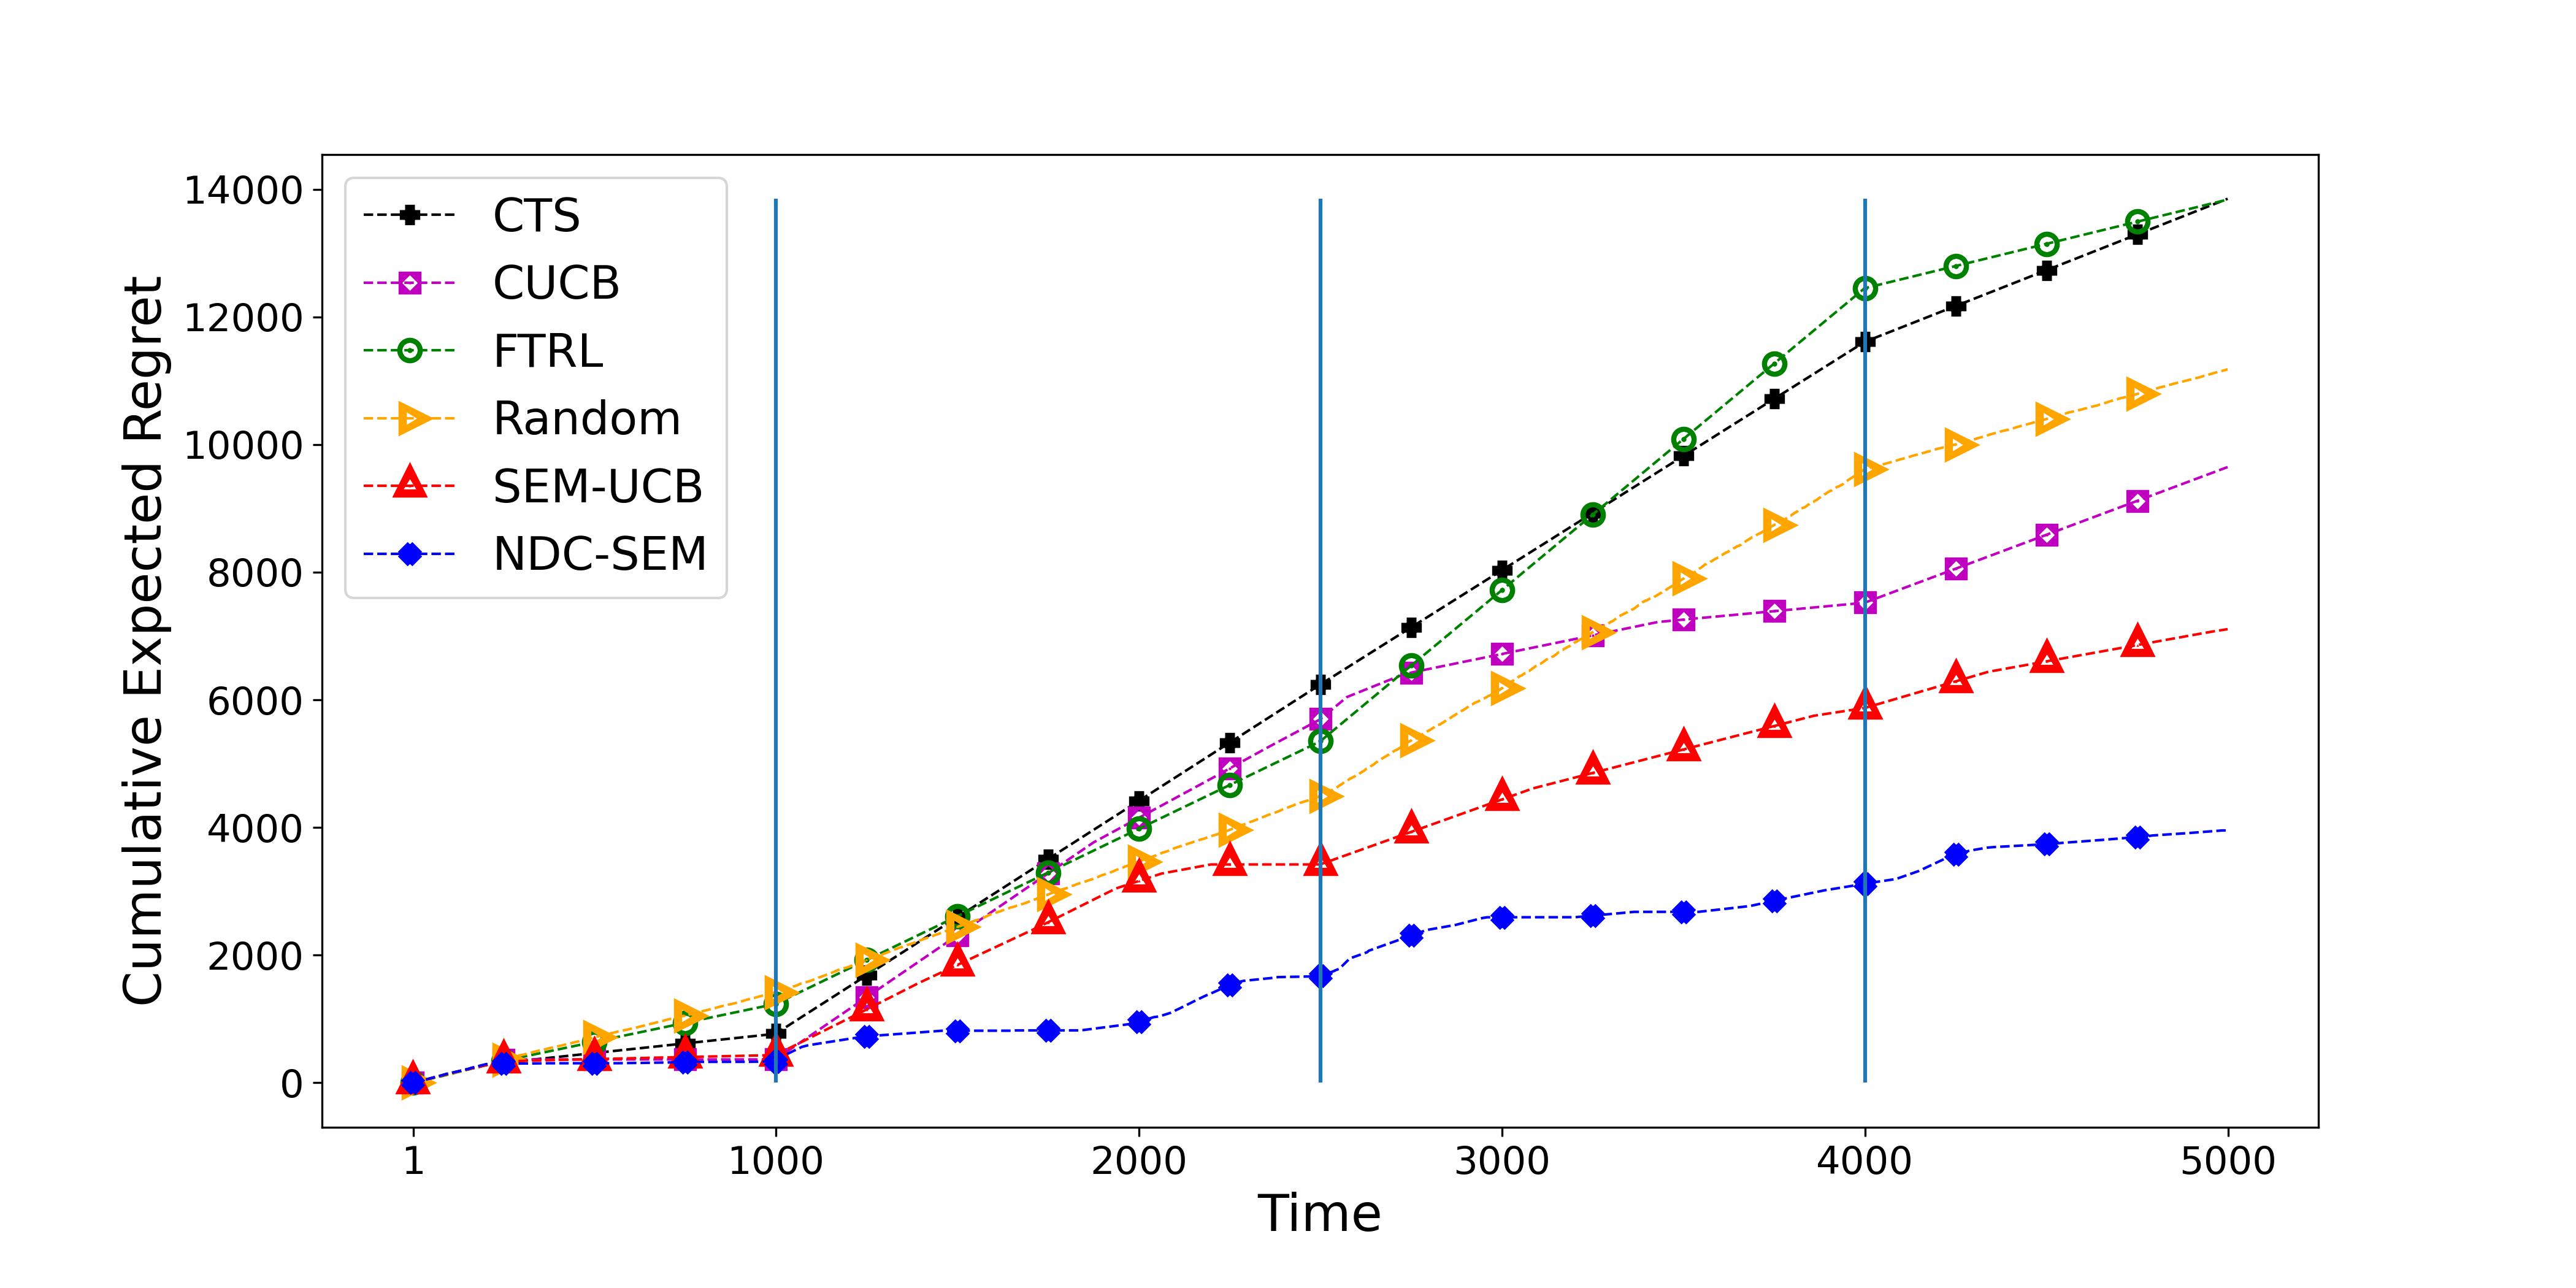 14000
12000
10000
8000
6000
4000
2000
0
Cumulative Expected Regret
CTS
CUCB
FTRL
Random
SEM-UCB
NDC-SEM
1 1000 2000 3000 4000 5000
Time